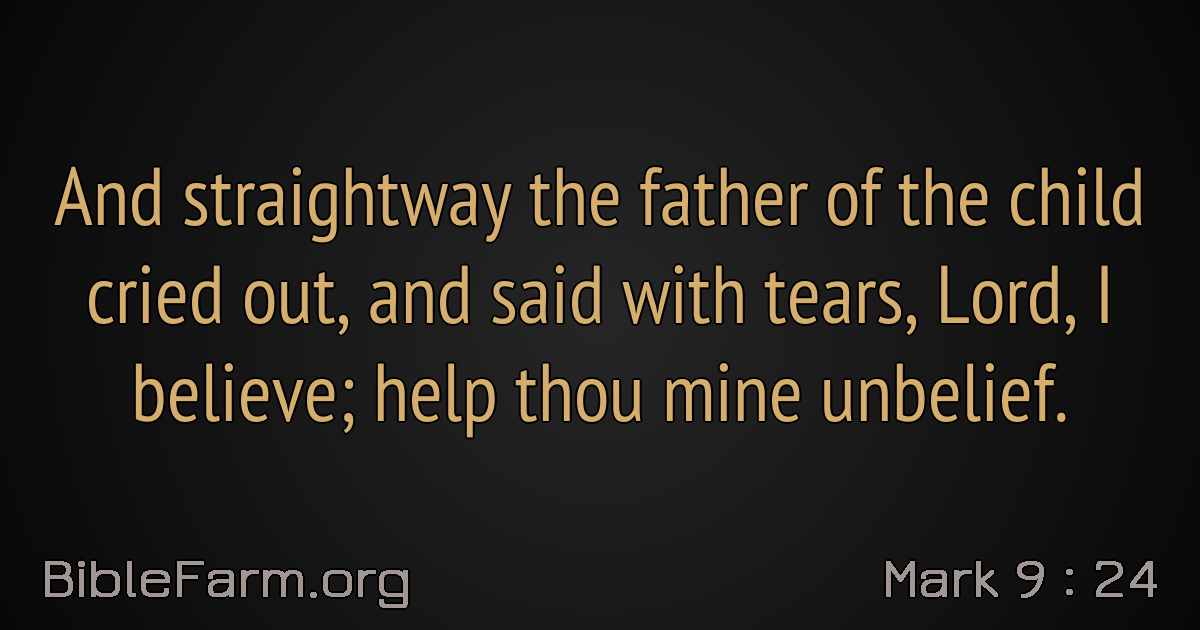 And straightway the father of the child
cried out, and said with tears, Lord, I
believe; help thou mine unbelief.
BibleFarm.org
Mark 9 : 24